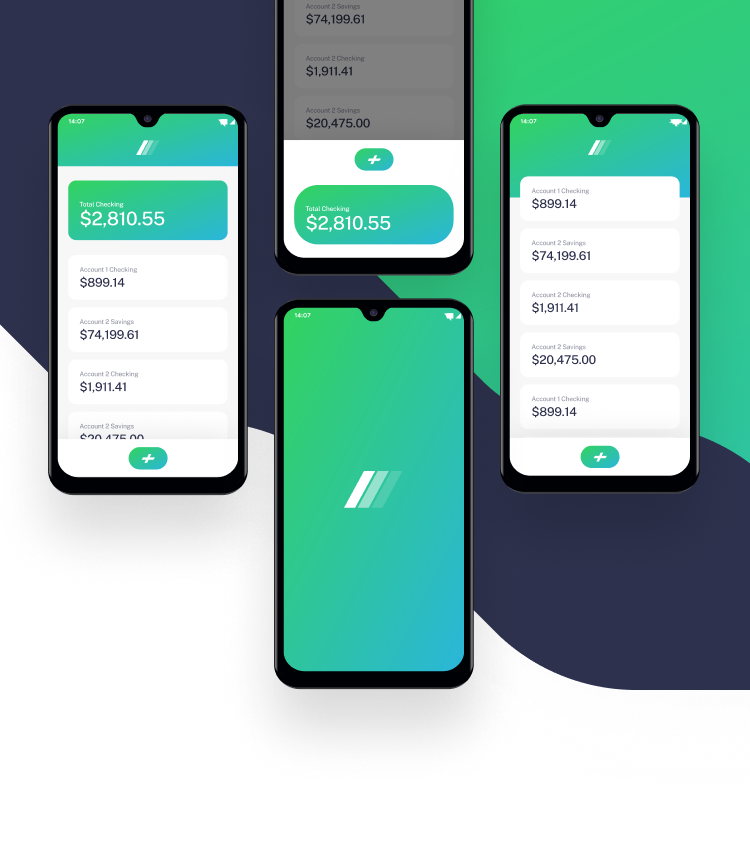 Account 2 Savings
$74,199.61
Account 2 Checking
$1,911.41
Account 2 Savings
$20,475.00
Total Checking
$2,810.55
14:07
Total Checking
$2,810.55
Account 1 Checking
$899.14
Account 2 Savings
$74,199.61
Account 2 Checking
$1,911.41
Account 2 Savings
$20,475.00
14:07
14:07
Account 1 Checking
$899.14
Account 2 Savings
$74,199.61
Account 2 Checking
$1,911.41
Account 2 Savings
$20,475.00
Account 1 Checking
$899.14